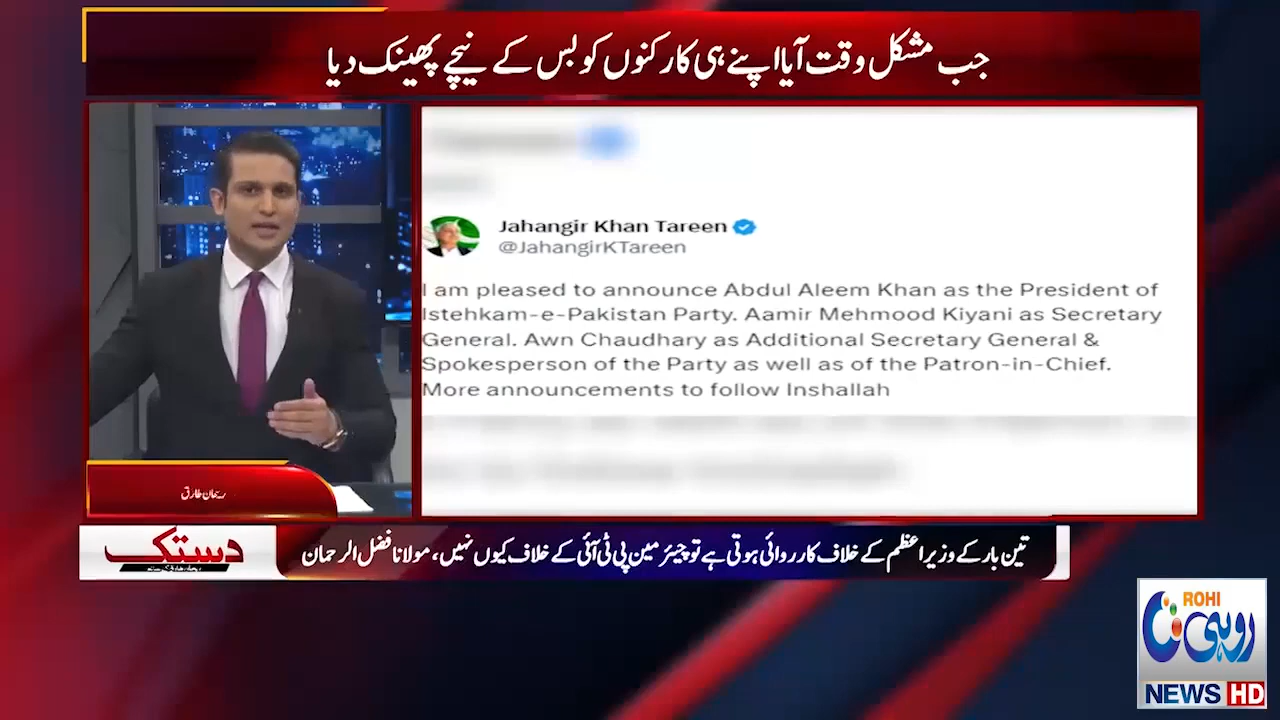 جب مشکل وقت آیا اپنے ہی کارکنوں کو بس کے نیچے پھینک دیا
Jahangir Khan Tareen
@JahangirKTareen
I am pleased to announce Abdul Aleem Khan as the President of
Istehkam-e-Pakistan Party. Aamir Mehmood Kiyani as Secretary
General. Awn Chaudhary as Additional Secretary General &
Spokesperson of the Party as well as of the Patron-in-Chief.
More announcements to follow Inshallah
ریحان طارق
دستک
تین بار کے وزیراعظم کے خلاف کارروائی ہوتی ہے تو چیئرمین پی ٹی آئی کے خلاف کیوں نہیں، مولانا فضل الرحمان
ROHI
روہی
NEWS HD